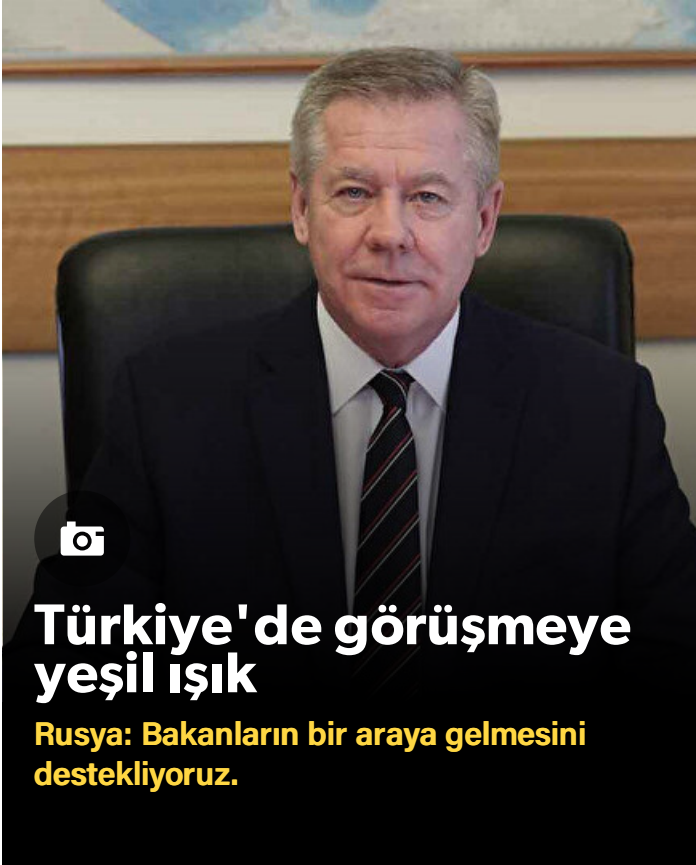 Türkiye'de görüşmeye
yeşil ışık
Rusya: Bakanların bir araya gelmesini
destekliyoruz.